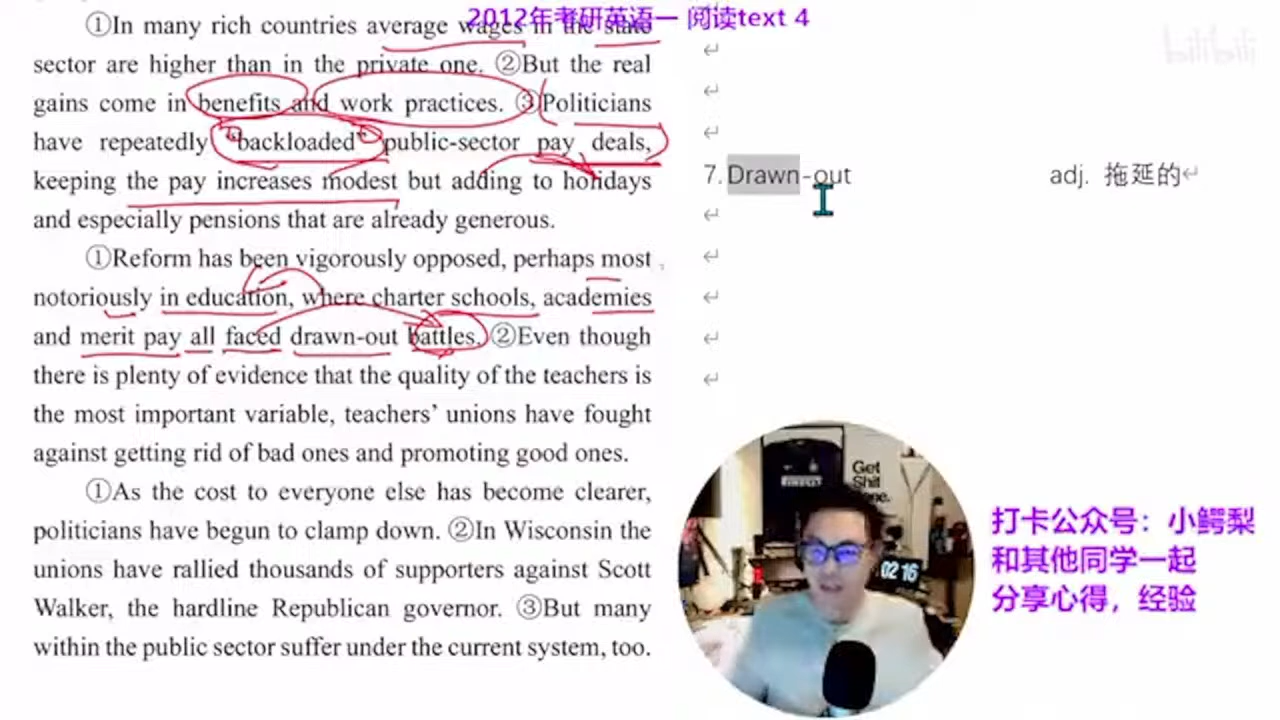 2012年考研英语一 阅读text 4
bilibili
①In many rich countries average wages in the state
sector are higher than in the private one. ②But the real
gains come in benefits and work practices. ③Politicians
have repeatedly "backloaded" public-sector pay deals,
keeping the pay increases modest but adding to holidays
and especially pensions that are already generous.
①Reform has been vigorously opposed, perhaps most
notoriously in education, where charter schools, academies
and merit pay all faced drawn-out battles. ②Even though
there is plenty of evidence that the quality of the teachers is
the most important variable, teachers' unions have fought
against getting rid of bad ones and promoting good ones.
①As the cost to everyone else has become clearer,
politicians have begun to clamp down. ②In Wisconsin the
unions have rallied thousands of supporters against Scott
Walker, the hardline Republican governor. ③But many
within the public sector suffer under the current system, too.
7. Drawn-out adj. 拖延的
Get
Shit
Done.
02 16
打卡公众号：小鳄梨
和其他同学一起
分享心得，经验